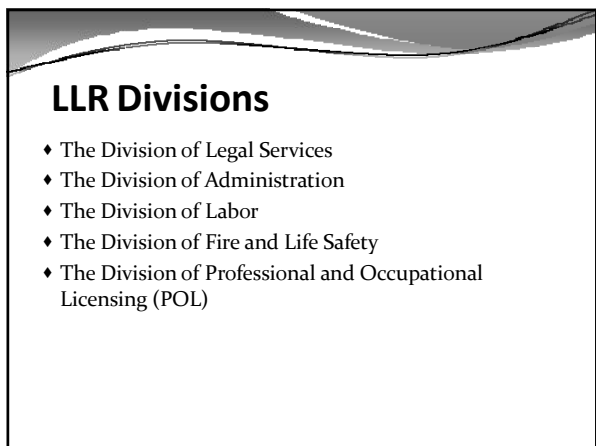 LLR Divisions
♦ The Division of Legal Services
♦ The Division of Administration
♦ The Division of Labor
♦ The Division of Fire and Life Safety
♦ The Division of Professional and Occupational
Licensing (POL)